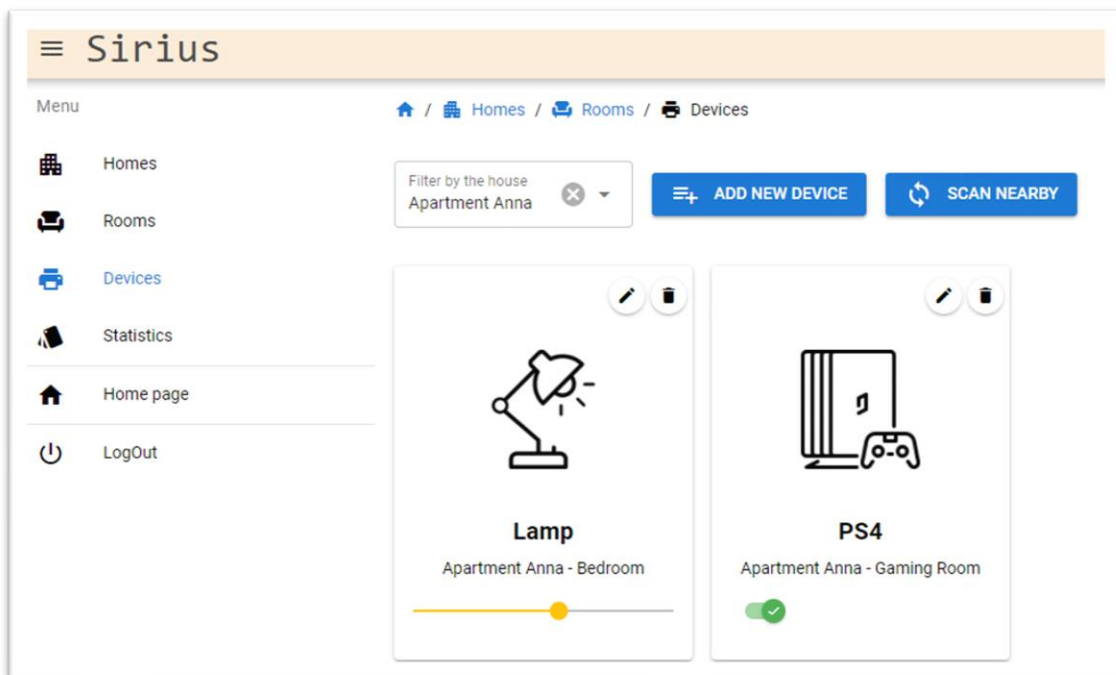 Sirius
Menu
Homes
Rooms
Devices
Statistics
Home page
LogOut
/ Homes / Rooms / Devices
Filter by the house
Apartment Anna
ADD NEW DEVICE
SCAN NEARBY
Lamp
Apartment Anna - Bedroom
PS4
Apartment Anna - Gaming Room